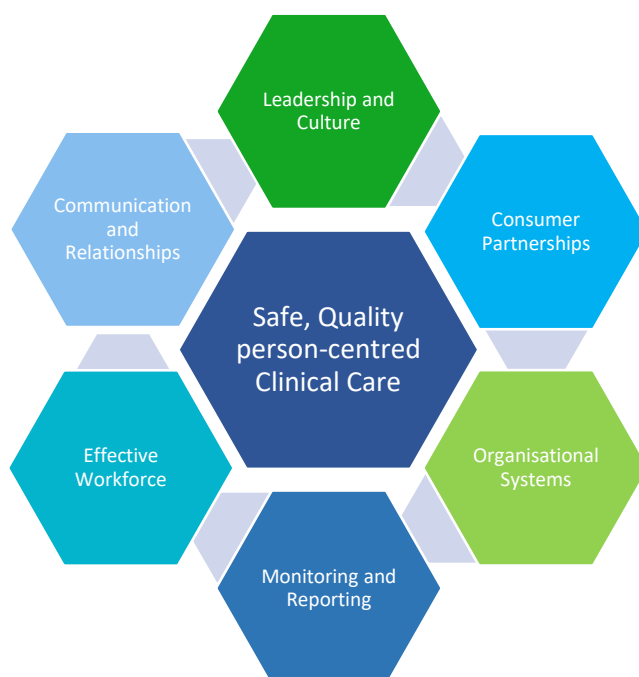 Leadership and
Culture
Communication
and
Relationships
Consumer
Partnerships
Safe, Quality
person-centred
Clinical Care
Effective
Workforce
Organisational
Systems
Monitoring and
Reporting